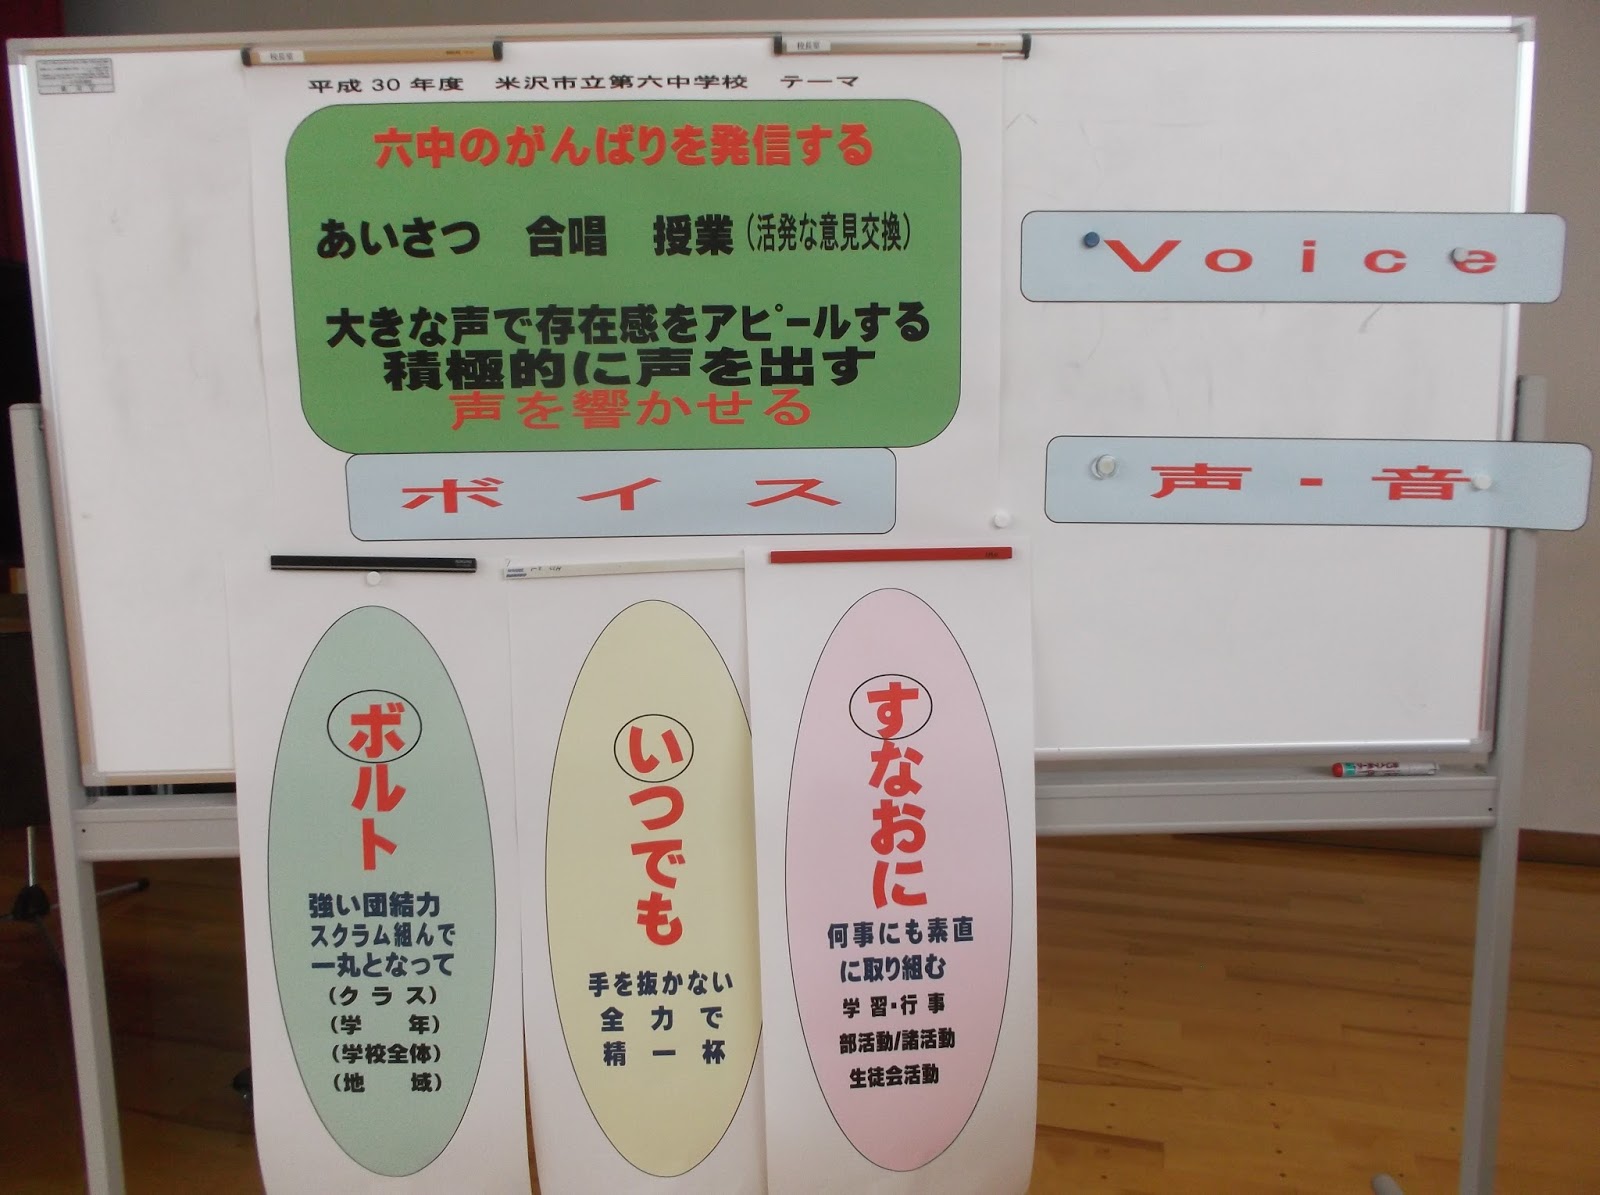 校長室
校長室
平成30年度　米沢市立第六中学校　テーマ
六中のがんばりを発信する
あいさつ　合唱　授業（活発な意見交換）
大きな声で存在感をアピールする
積極的に声を出す
声を響かせる
ボイス
Voice
声・音
ボルト
強い団結力
スクラム組んで
一丸となって
（クラス）
（学　年）
（学校全体）
（地　域）
いつでも
手を抜かない
全力で
精一杯
すなおに
何事にも素直
に取り組む
学習・行事
部活動/諸活動
生徒会活動